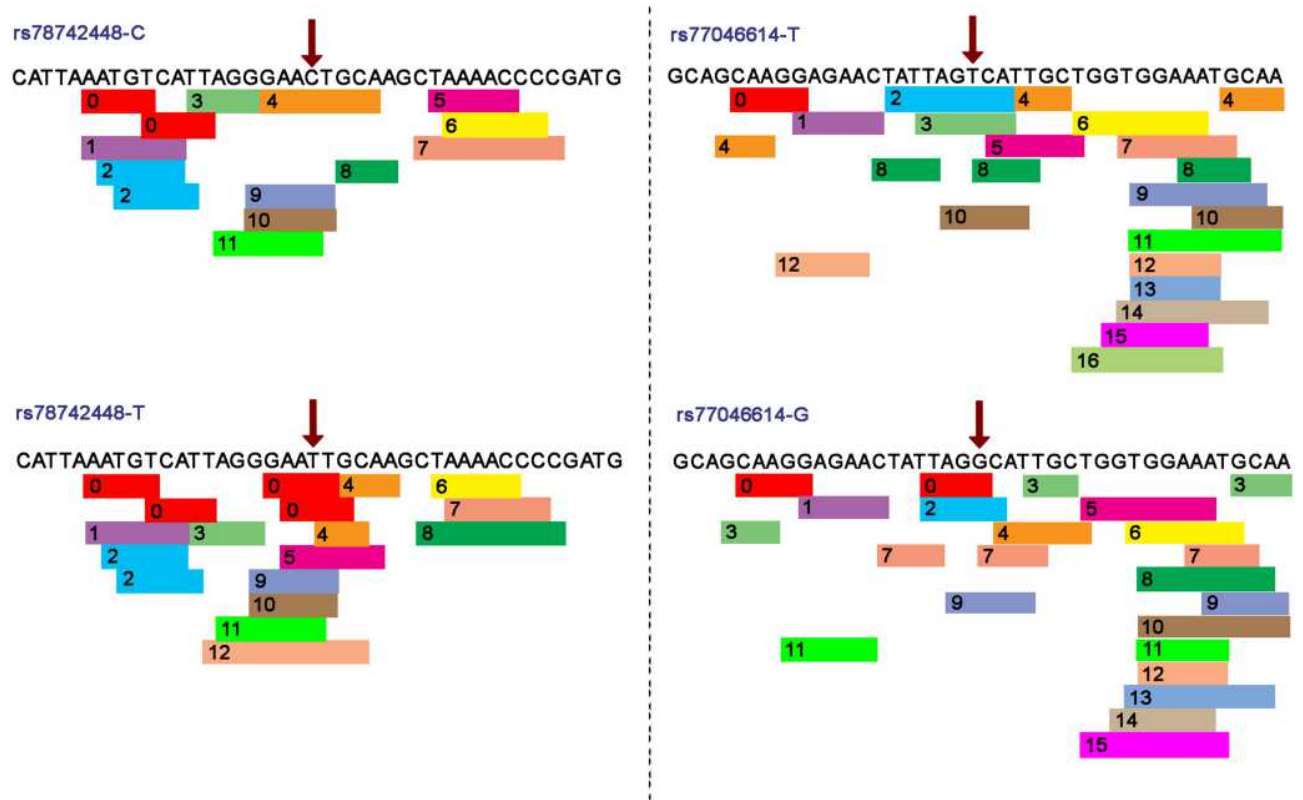 rs78742448-C
CATTAAATGTCATTAGGGAACTGCAAGCTAAAACCCCGATG
0 3 4 5
0 6
1 7
2 8
2 9
10
11
rs77046614-T
GCAGCAAGGAGAACTATTAGTCATTGCTGGTGGAAATGCAA
0 2 4 4
1 3 6
4 5 7
8 8 8
9
10 10
11
12 12
13
14
15
16
rs78742448-T
CATTAAATGTCATTAGGGAATTGCAAGCTAAAACCCCGATG
0 0 4 6
0 0 7
1 3 4 8
2 5
2 9
10
11
12
rs77046614-G
GCAGCAAGGAGAACTATTAGGCATTGCTGGTGGAAATGCAA
0 0 3 3
1 2 5
3 4 6
7 7 7
8
9 9
10
11 11
12
13
14
15